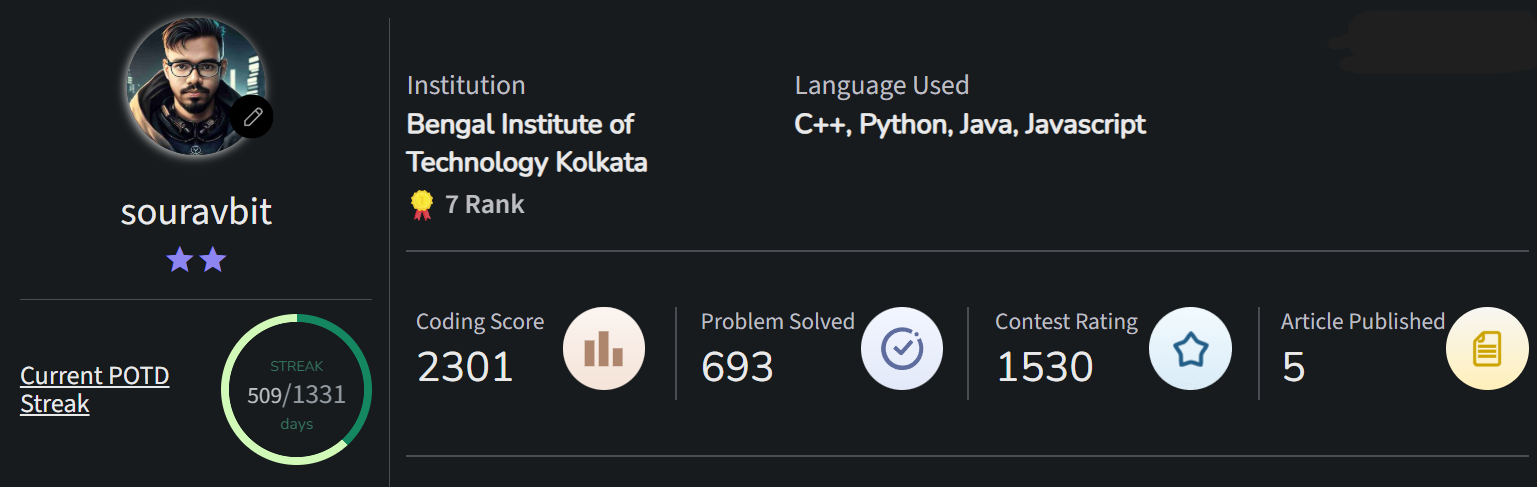 souravbit
Current POTD
Streak
STREAK
509/1331
days
Institution
Bengal Institute of
Technology Kolkata
7 Rank
Language Used
C++, Python, Java, Javascript
Coding Score
2301
Problem Solved
693
Contest Rating
1530
Article Published
5